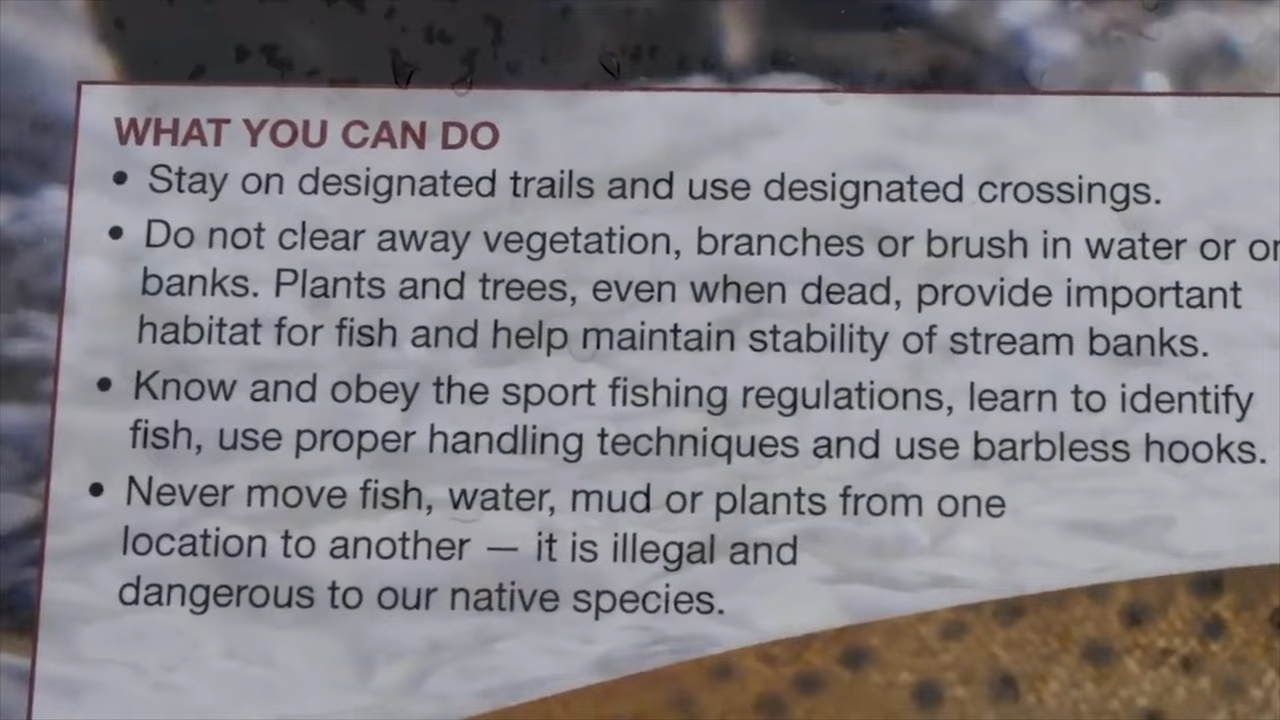 WHAT YOU CAN DO
• Stay on designated trails and use designated crossings.
• Do not clear away vegetation, branches or brush in water or
banks. Plants and trees, even when dead, provide important
habitat for fish and help maintain stability of stream banks.
• Know and obey the sport fishing regulations, learn to identify
fish, use proper handling techniques and use barbless hooks.
• Never move fish, water, mud or plants from one
location to another — it is illegal and
dangerous to our native species.